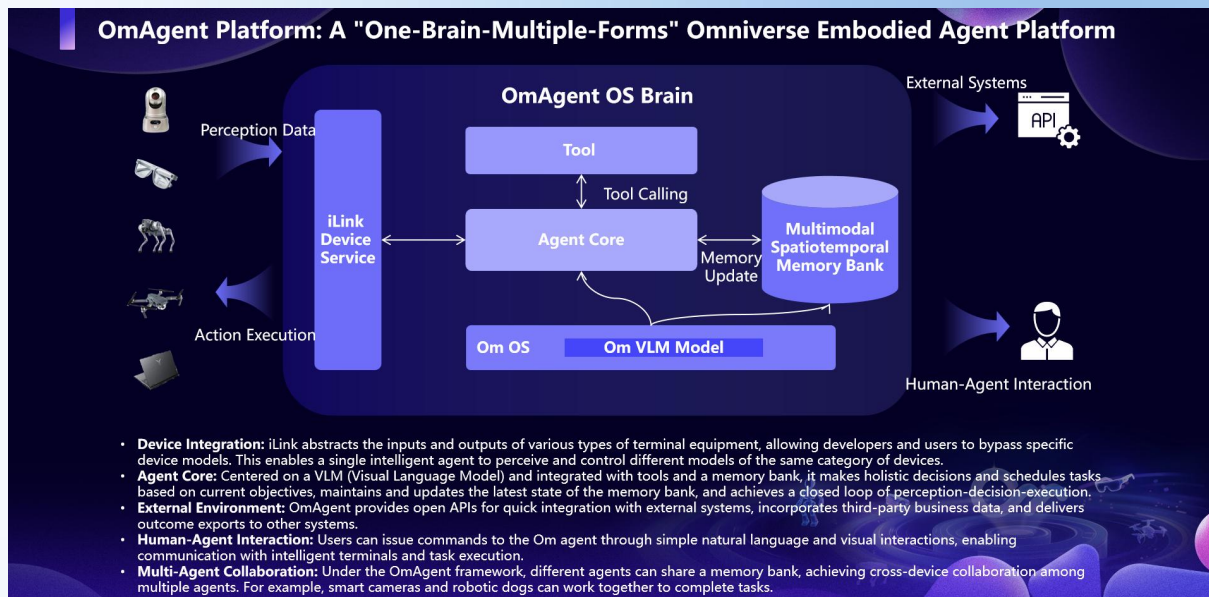 OmAgent Platform: A "One-Brain-Multiple-Forms" Omniverse Embodied Agent Platform
OmAgent OS Brain
External Systems
API
Perception Data
Tool
Tool Calling
iLink
Device
Service
Agent Core
Multimodal
Spatiotemporal
Memory Bank
Memory
Update
Action Execution
Om OS
Om VLM Model
Human-Agent Interaction
• Device Integration: iLink abstracts the inputs and outputs of various types of terminal equipment, allowing developers and users to bypass specific
device models. This enables a single intelligent agent to perceive and control different models of the same category of devices.
• Agent Core: Centered on a VLM (Visual Language Model) and integrated with tools and a memory bank, it makes holistic decisions and schedules tasks
based on current objectives, maintains and updates the latest state of the memory bank, and achieves a closed loop of perception-decision-execution.
• External Environment: OmAgent provides open APIs for quick integration with external systems, incorporates third-party business data, and delivers
outcome exports to other systems.
• Human-Agent Interaction: Users can issue commands to the Om agent through simple natural language and visual interactions, enabling
communication with intelligent terminals and task execution.
• Multi-Agent Collaboration: Under the OmAgent framework, different agents can share a memory bank, achieving cross-device collaboration among
multiple agents. For example, smart cameras and robotic dogs can work together to complete tasks.